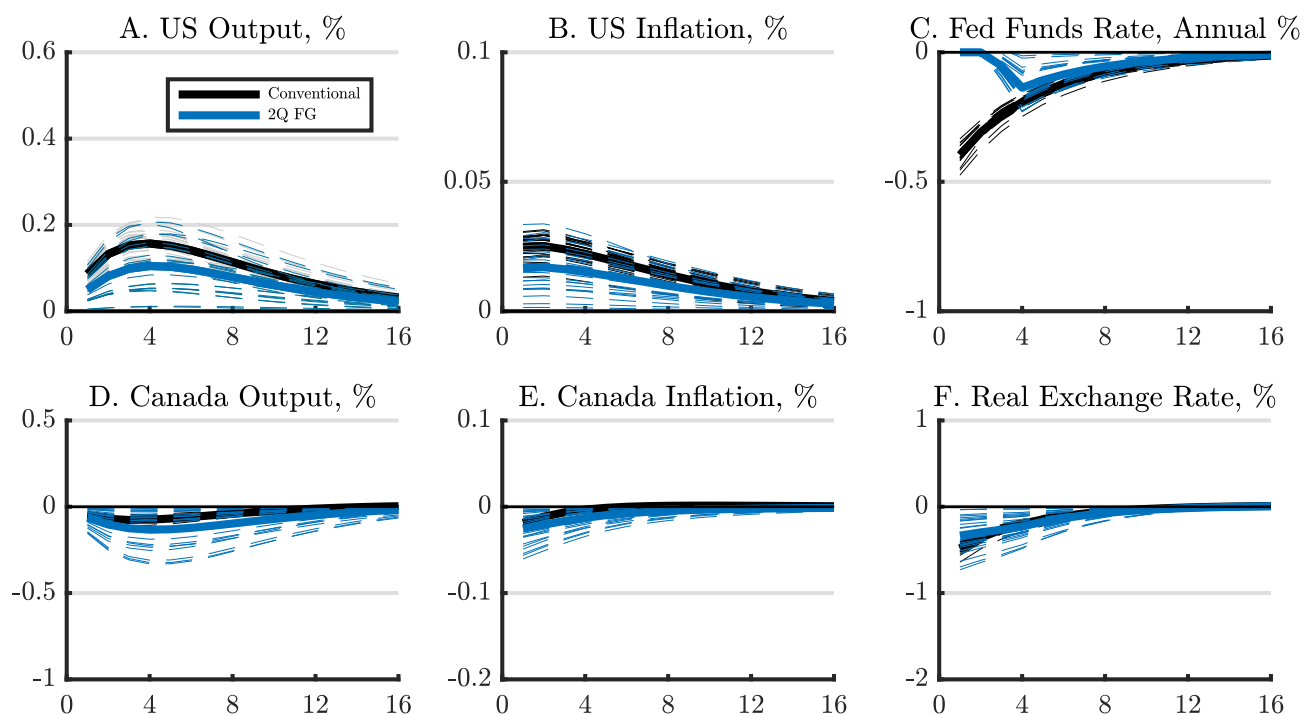 A. US Output, %
B. US Inflation, %
C. Fed Funds Rate, Annual %
0.6
0.4
0.2
0
Conventional
2Q FG
0 4 8 12 16
0.1
0.05
0
0 4 8 12 16
0
-0.5
-1
0 4 8 12 16
D. Canada Output, %
E. Canada Inflation, %
F. Real Exchange Rate, %
0.5
0
-0.5
-1
0 4 8 12 16
0.1
0
-0.1
-0.2
0 4 8 12 16
1
0
-1
-2
0 4 8 12 16